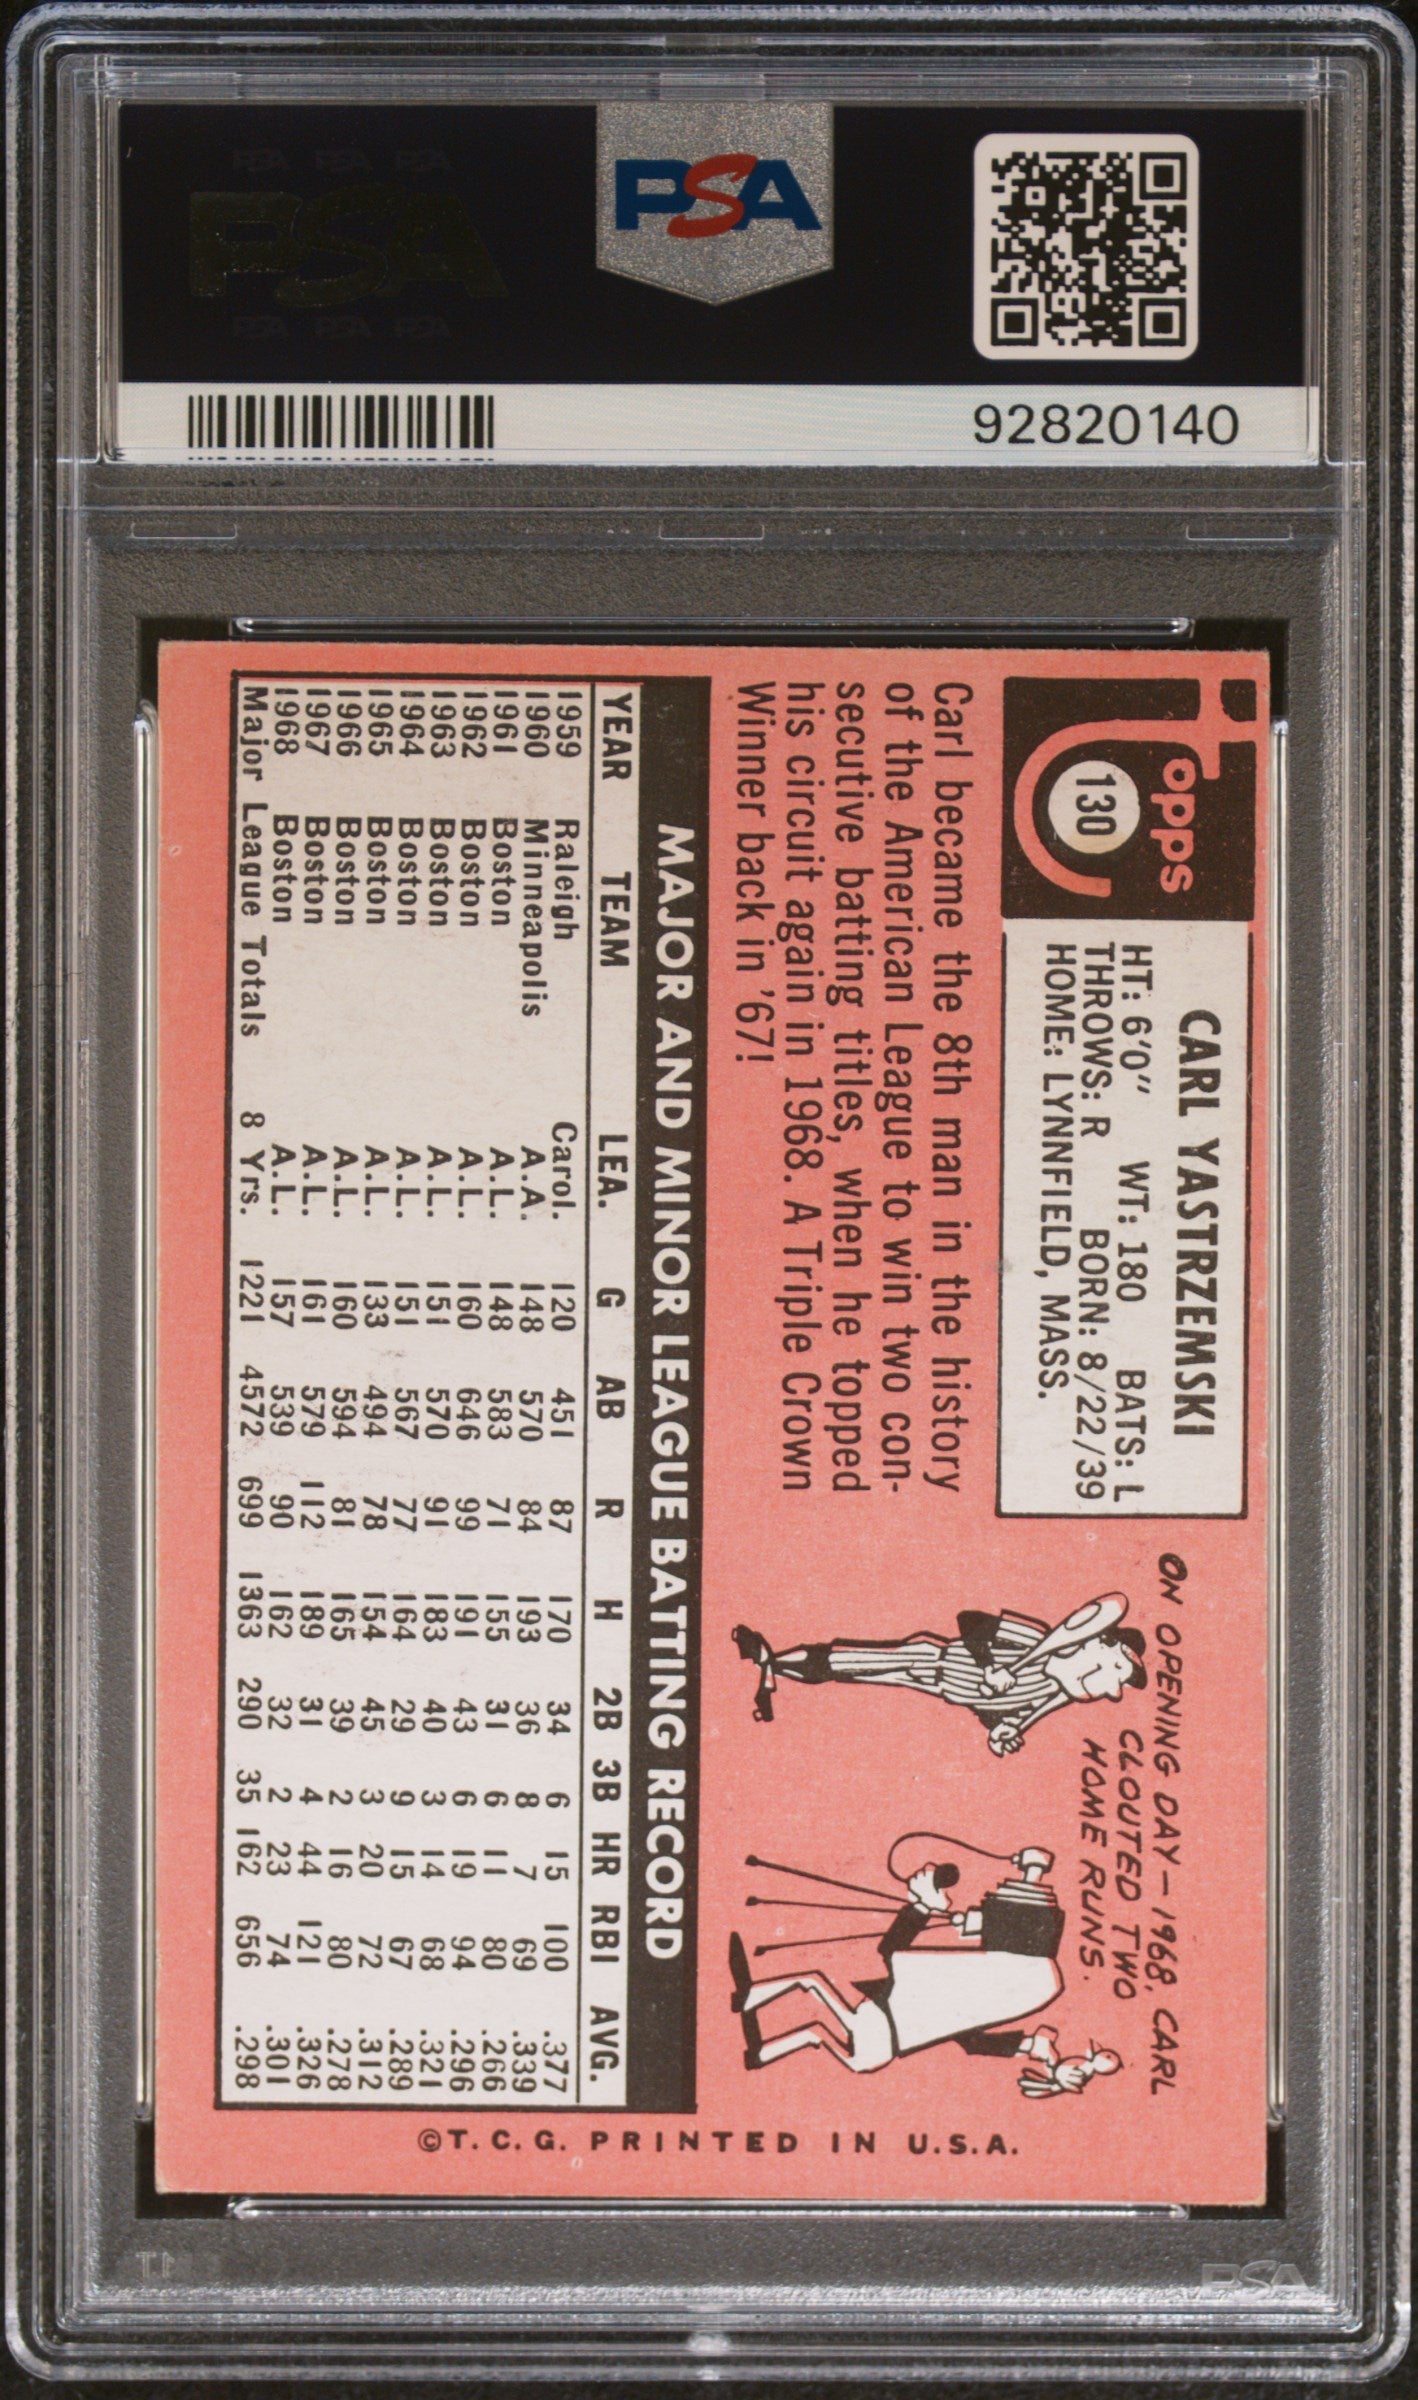 PSA
92820140
Topps
130
CARL YASTRZEMSKI
HT: 6'0" WT: 180 BATS: L
THROWS: R BORN: 8/22/39
HOME: LYNNFIELD, MASS.
ON OPENING DAY—1968, CARL
CLOUTED TWO
HOME RUNS.
Carl became the 8th man in the history
of the American League to win two con-
secutive batting titles, when he topped
his circuit again in 1968. A Triple Crown
Winner back in '67!
MAJOR AND MINOR LEAGUE BATTING RECORD
YEAR TEAM LEA. G AB R H 2B 3B HR RBI AVG.
1959 Raleigh Carol. 120 451 87 170 34 6 15 100 .377
1960 Minneapolis A.A. 148 570 84 193 36 8 7 69 .339
1961 Boston A.L. 148 583 71 155 31 6 11 80 .266
1962 Boston A.L. 160 646 99 191 43 6 19 94 .296
1963 Boston A.L. 151 570 91 183 40 3 14 68 .321
1964 Boston A.L. 151 567 77 164 29 9 15 67 .289
1965 Boston A.L. 133 494 78 154 45 3 20 72 .312
1966 Boston A.L. 160 594 81 165 39 2 16 80 .278
1967 Boston A.L. 161 579 112 189 31 4 44 121 .326
1968 Boston A.L. 157 539 90 162 32 2 23 74 .301
Major League Totals 8 Yrs. 1221 4572 699 1363 290 35 162 656 .298
©T.C.G. PRINTED IN U.S.A.
PSA